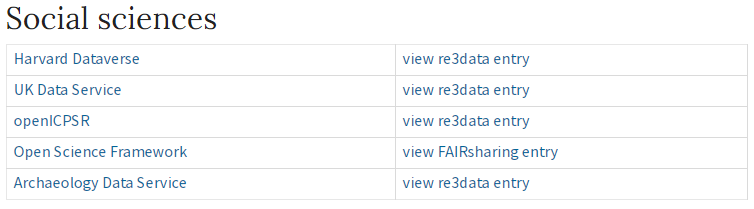 Social sciences
Harvard Dataverse view re3data entry
UK Data Service view re3data entry
openICPSR view re3data entry
Open Science Framework view FAIRsharing entry
Archaeology Data Service view re3data entry